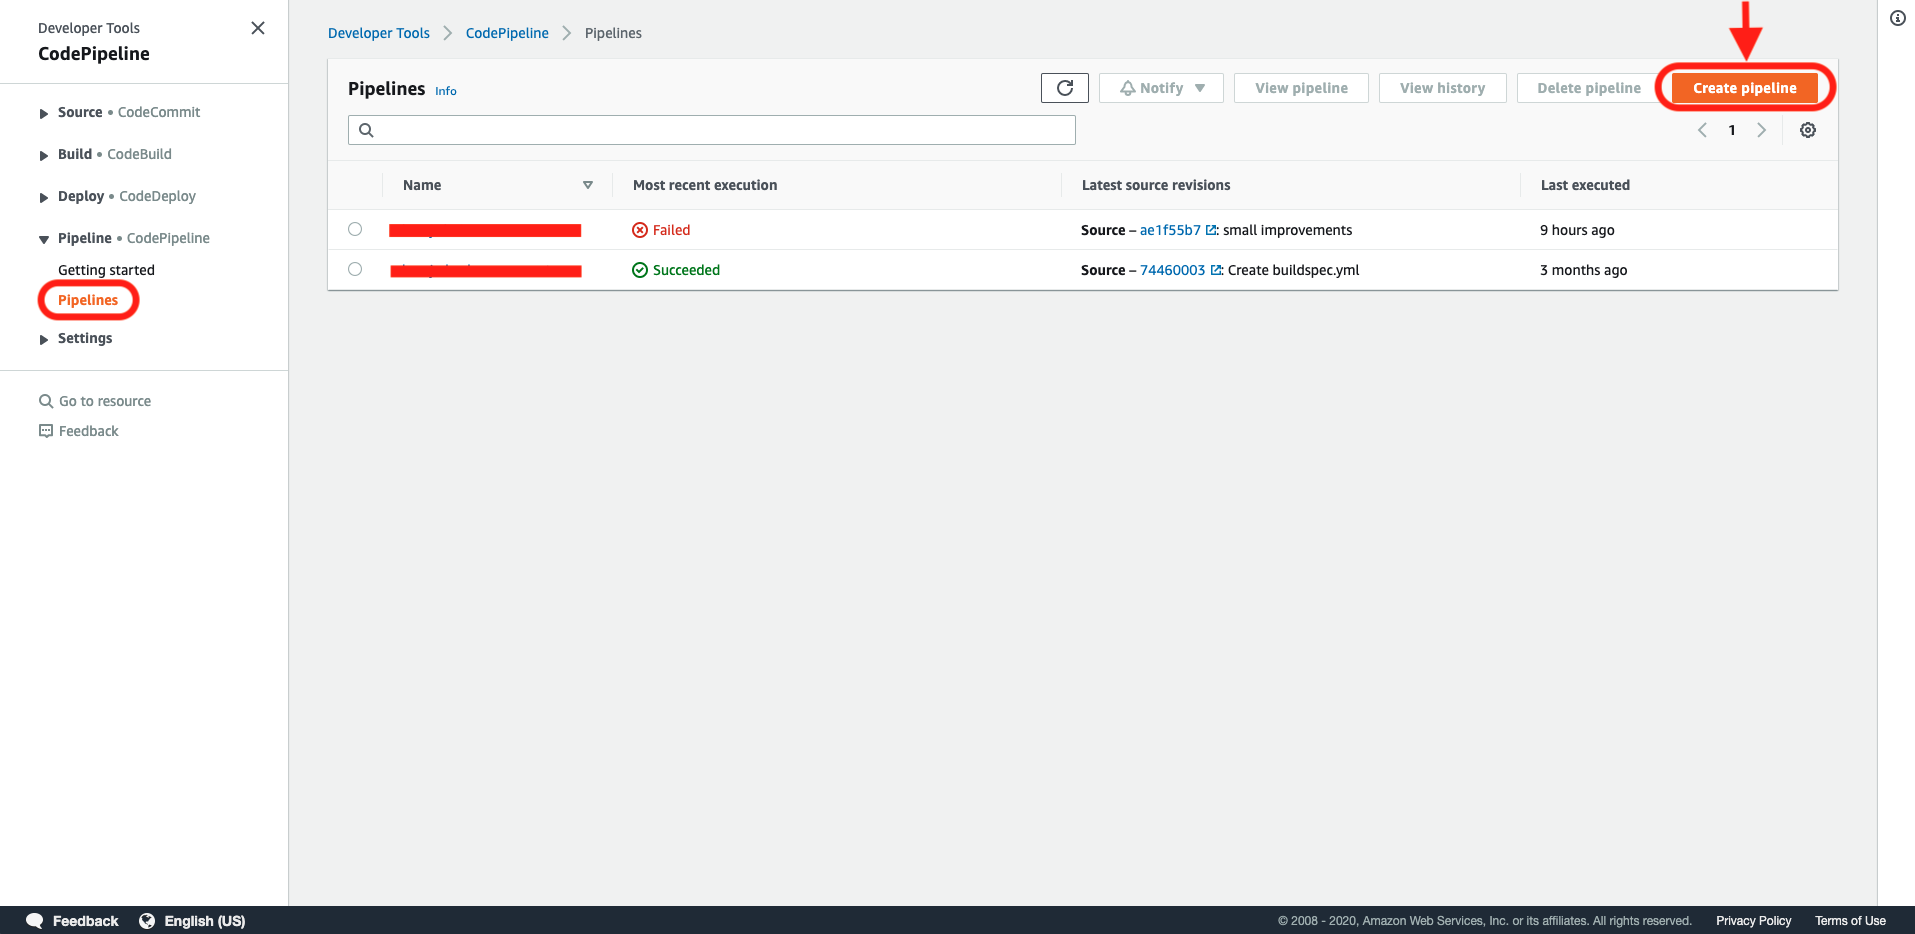 Developer Tools
CodePipeline
Source • CodeCommit
Build • CodeBuild
Deploy • CodeDeploy
Pipeline • CodePipeline
Getting started
Pipelines
Settings
Go to resource
Feedback
Developer Tools CodePipeline Pipelines
Pipelines Info Notify View pipeline View history Delete pipeline Create pipeline
1
Name Most recent execution Latest source revisions Last executed
Failed Source – ae1f55b7 : small improvements 9 hours ago
Succeeded Source – 74460003 : Create buildspec.yml 3 months ago
Feedback English (US) © 2008 - 2020, Amazon Web Services, Inc. or its affiliates. All rights reserved. Privacy Policy Terms of Use